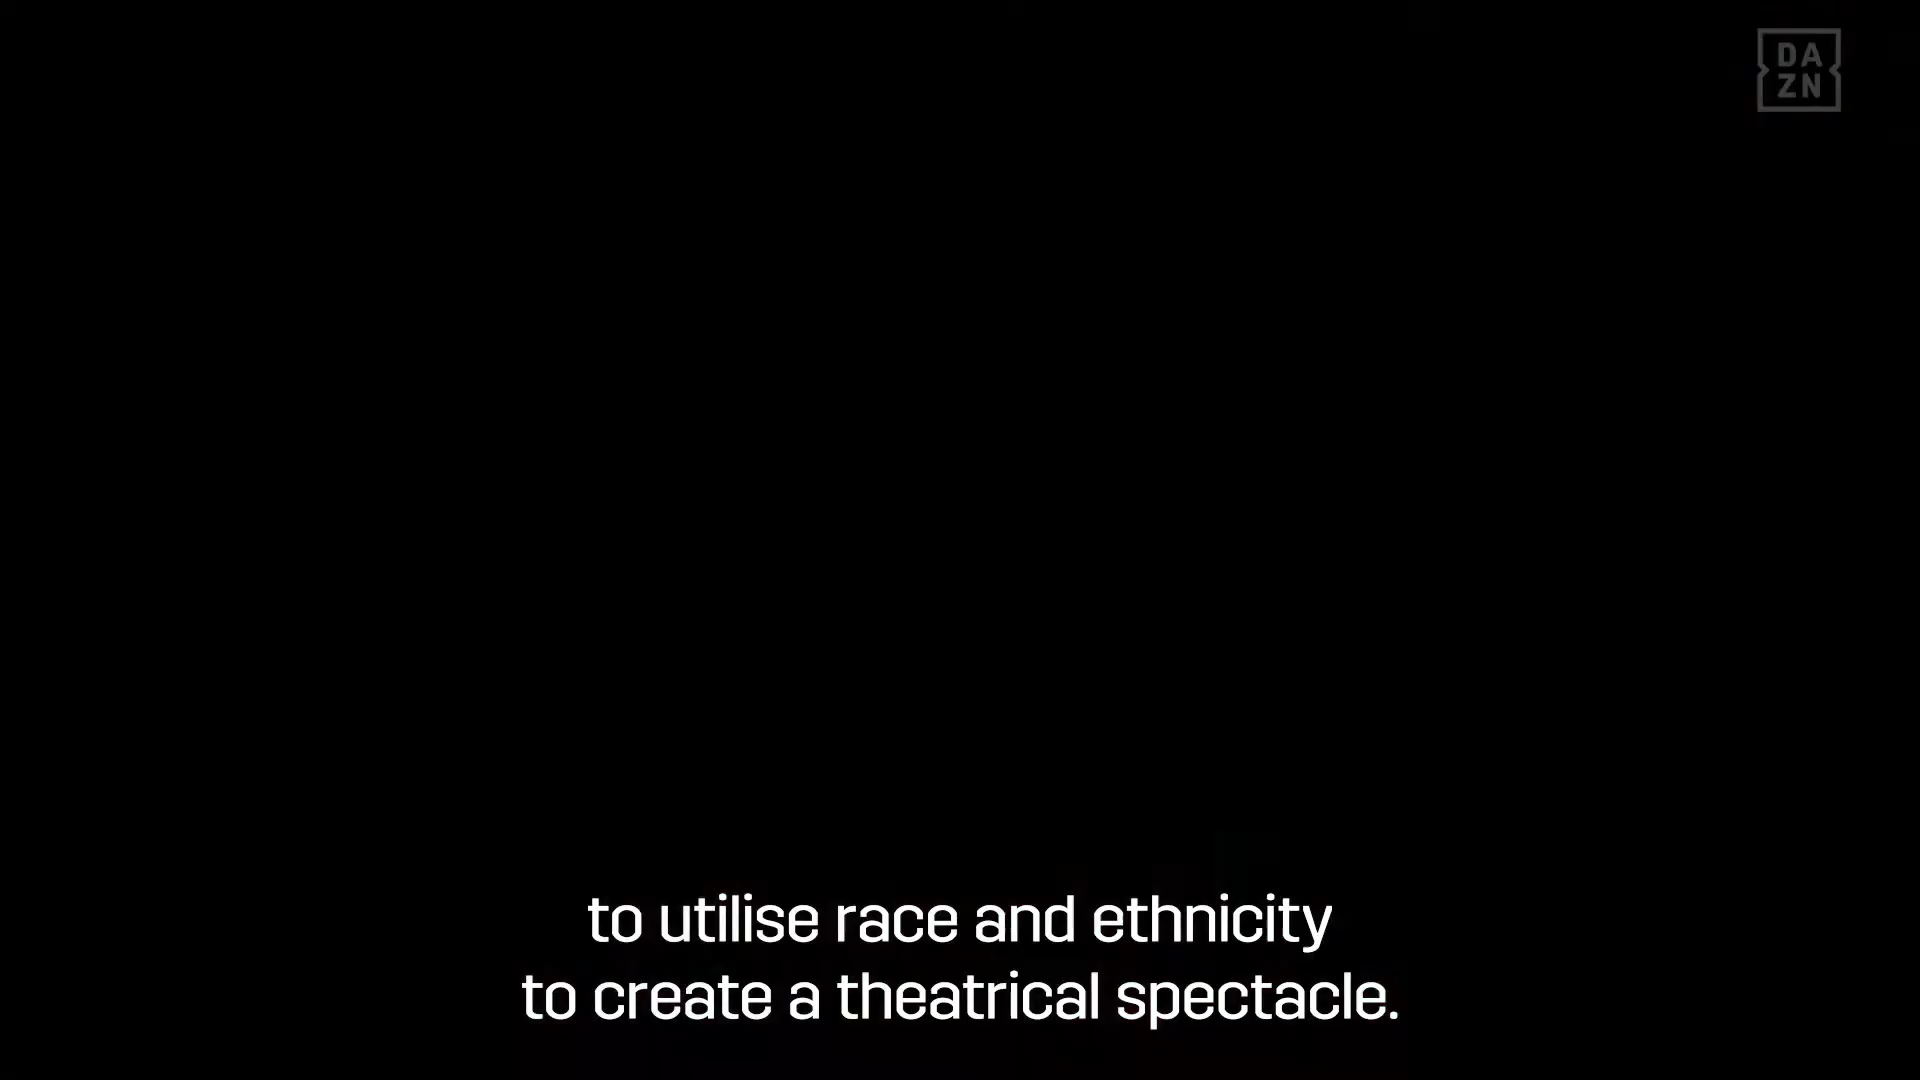 DA
ZN
to utilise race and ethnicity
to create a theatrical spectacle.